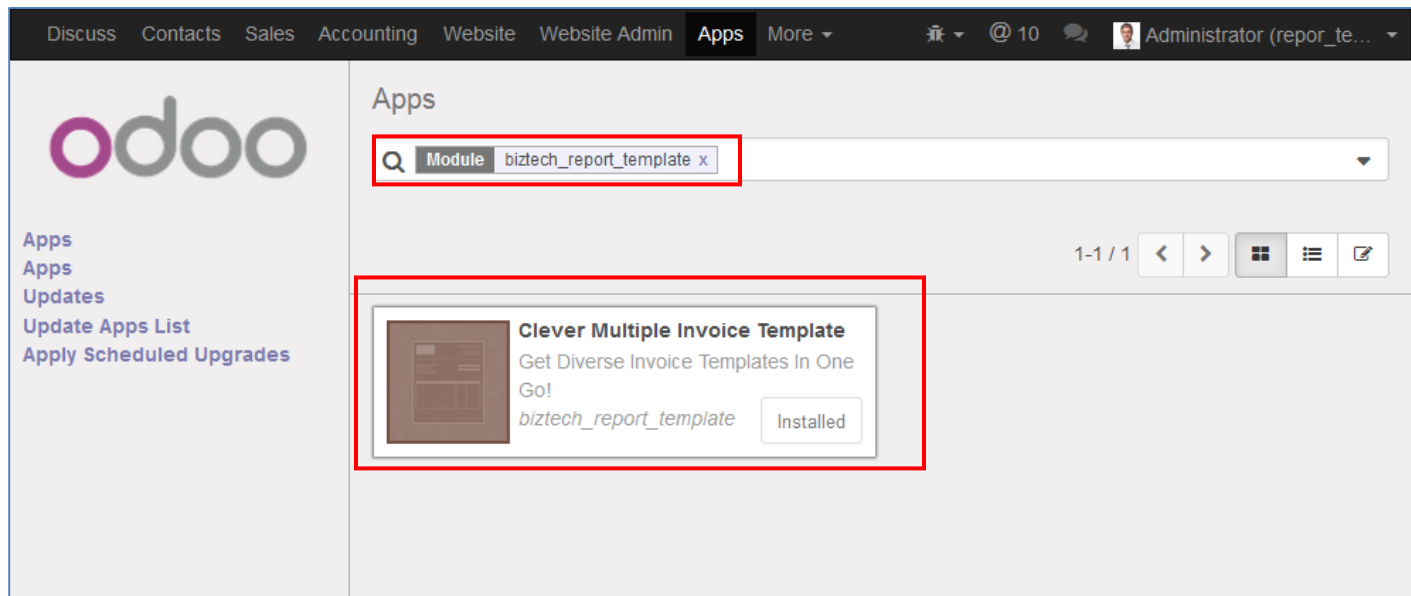 Discuss Contacts Sales Accounting Website Website Admin Apps More @ 10 Administrator (repor_te...
odoo
Apps
Apps
Updates
Update Apps List
Apply Scheduled Upgrades
Apps
Module biztech_report_template x
1-1 / 1
Clever Multiple Invoice Template
Get Diverse Invoice Templates In One
Go!
biztech_report_template
Installed